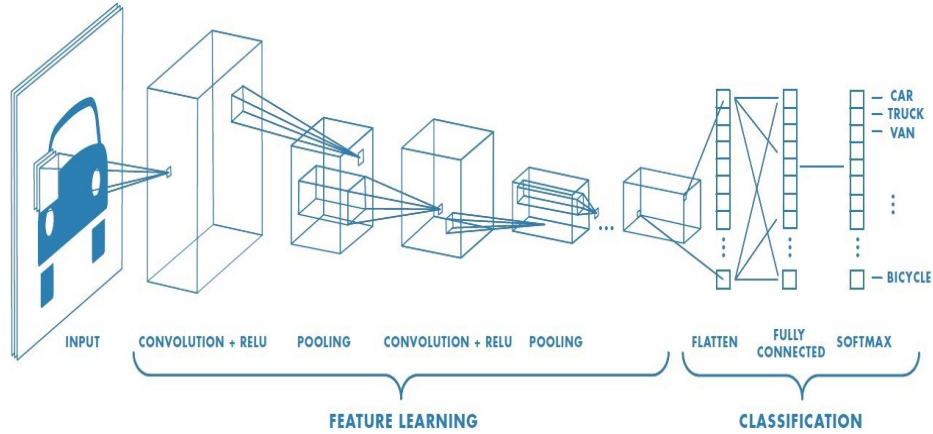 CAR
TRUCK
VAN
BICYCLE
INPUT
CONVOLUTION + RELU
POOLING
CONVOLUTION + RELU
POOLING
FLATTEN
FULLY
CONNECTED
SOFTMAX
FEATURE LEARNING
CLASSIFICATION